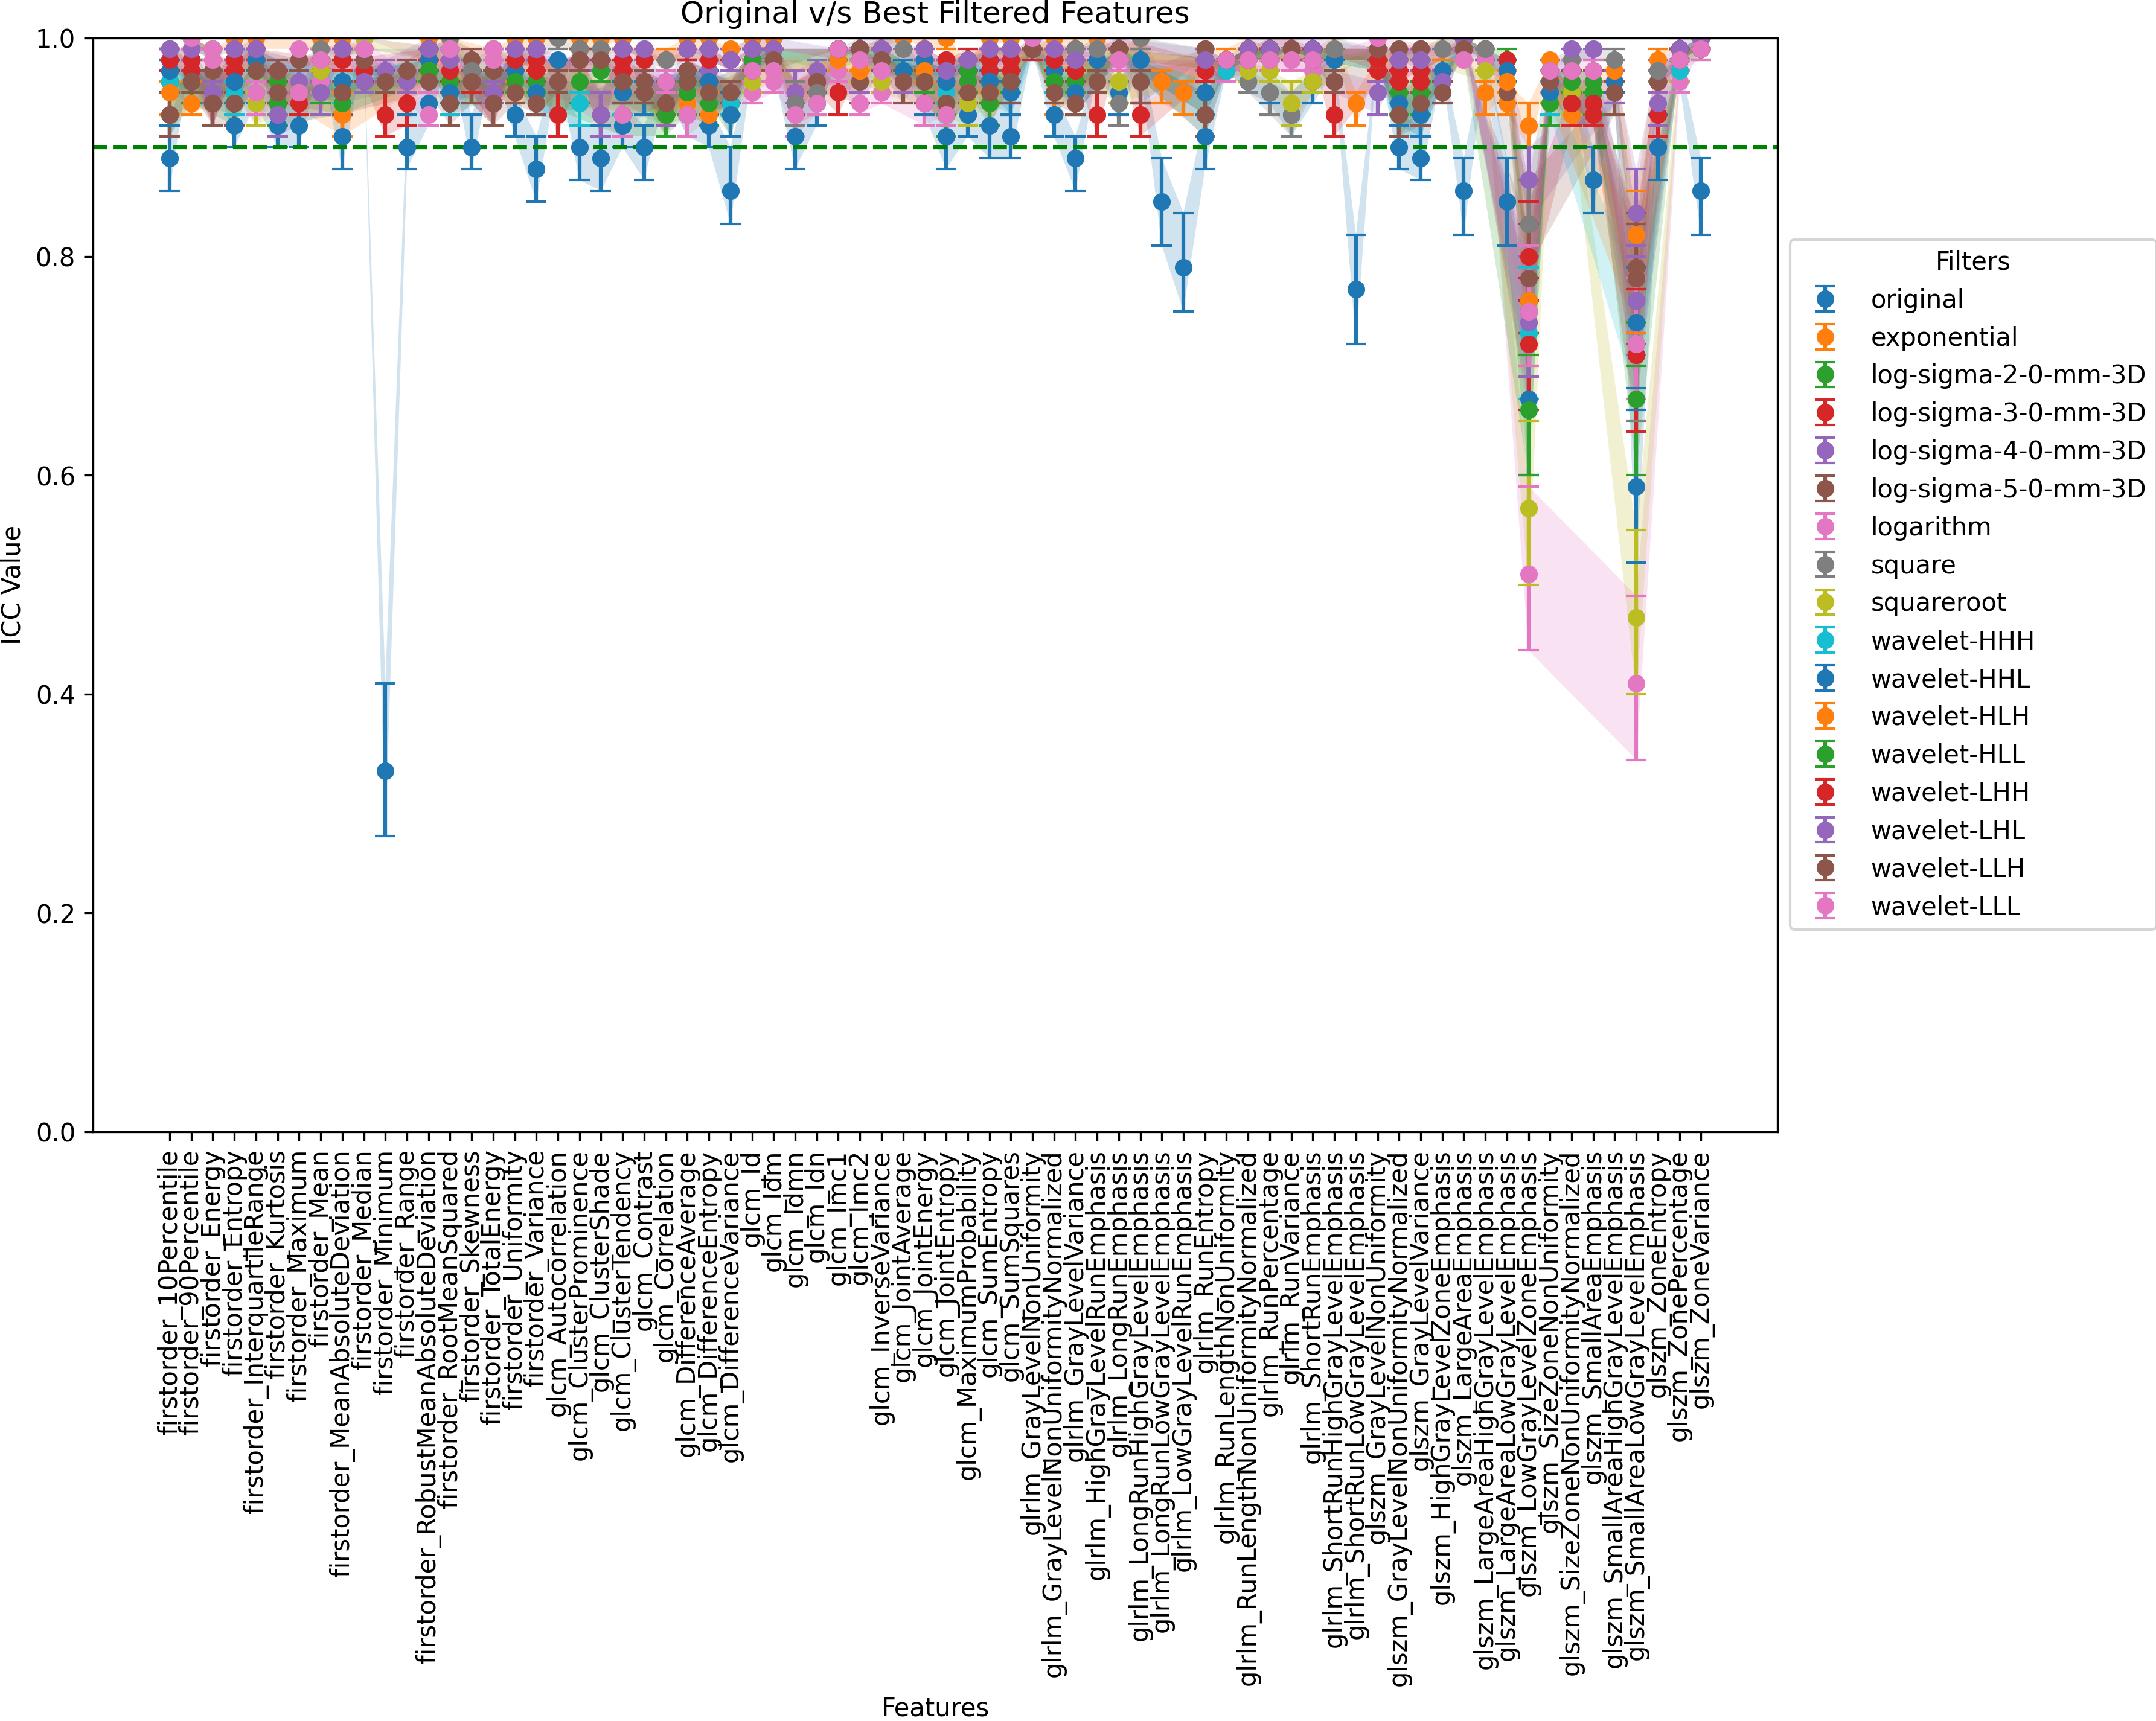 Original v/s Best Filtered Features
1.0
0.8
0.6
0.4
0.2
0.0
ICC Value
firstorder_10Percentile
firstorder_90Percentile
firstorder_Energy
firstorder_Entropy
firstorder_InterquartileRange
firstorder_Kurtosis
firstorder_Maximum
firstorder_Mean
firstorder_MeanAbsoluteDeviation
firstorder_Median
firstorder_Minimum
firstorder_Range
firstorder_RobustMeanAbsoluteDeviation
firstorder_RootMeanSquared
firstorder_Skewness
firstorder_TotalEnergy
firstorder_Uniformity
firstorder_Variance
glcm_Autocorrelation
glcm_ClusterProminence
glcm_ClusterShade
glcm_ClusterTendency
glcm_Contrast
glcm_Correlation
glcm_DifferenceAverage
glcm_DifferenceEntropy
glcm_DifferenceVariance
glcm_Id
glcm_Idm
glcm_Idmn
glcm_Idn
glcm_Imc1
glcm_Imc2
glcm_InverseVariance
glcm_JointAverage
glcm_JointEnergy
glcm_JointEntropy
glcm_MaximumProbability
glcm_SumEntropy
glcm_SumSquares
glrlm_GrayLevelNonUniformity
glrlm_GrayLevelNonUniformityNormalized
glrlm_GrayLevelVariance
glrlm_HighGrayLevelRunEmphasis
glrlm_LongRunEmphasis
glrlm_LongRunHighGrayLevelEmphasis
glrlm_LongRunLowGrayLevelEmphasis
glrlm_LowGrayLevelRunEmphasis
glrlm_RunEntropy
glrlm_RunLengthNonUniformity
glrlm_RunLengthNonUniformityNormalized
glrlm_RunPercentage
glrlm_RunVariance
glrlm_ShortRunEmphasis
glrlm_ShortRunHighGrayLevelEmphasis
glrlm_ShortRunLowGrayLevelEmphasis
glszm_GrayLevelNonUniformity
glszm_GrayLevelNonUniformityNormalized
glszm_GrayLevelVariance
glszm_HighGrayLevelZoneEmphasis
glszm_LargeAreaEmphasis
glszm_LargeAreaHighGrayLevelEmphasis
glszm_LargeAreaLowGrayLevelEmphasis
glszm_LowGrayLevelZoneEmphasis
glszm_SizeZoneNonUniformity
glszm_SizeZoneNonUniformityNormalized
glszm_SmallAreaEmphasis
glszm_SmallAreaHighGrayLevelEmphasis
glszm_SmallAreaLowGrayLevelEmphasis
glszm_ZoneEntropy
glszm_ZonePercentage
glszm_ZoneVariance
Features
Filters
original
exponential
log-sigma-2-0-mm-3D
log-sigma-3-0-mm-3D
log-sigma-4-0-mm-3D
log-sigma-5-0-mm-3D
logarithm
square
squareroot
wavelet-HHH
wavelet-HHL
wavelet-HLH
wavelet-HLL
wavelet-LHH
wavelet-LHL
wavelet-LLH
wavelet-LLL